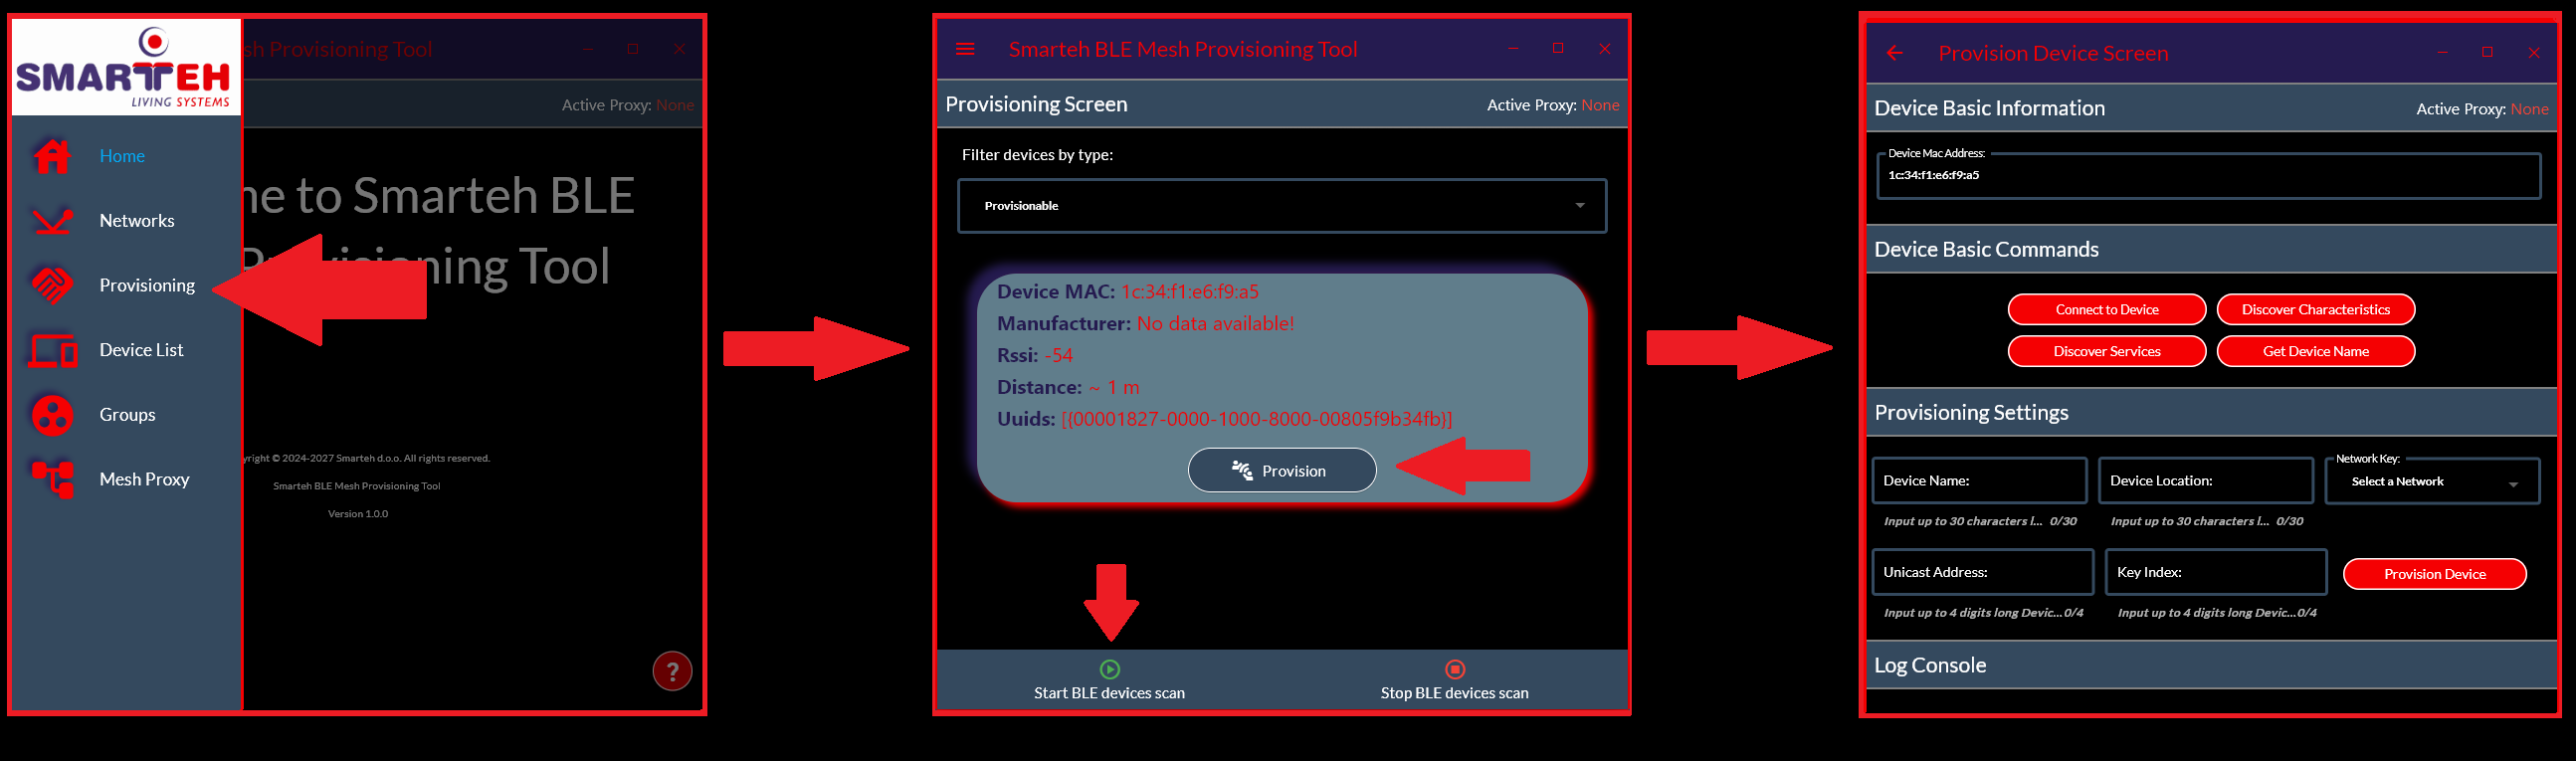 SMARTEH
LIVING SYSTEMS
Home
Networks
Provisioning
Device List
Groups
Mesh Proxy
sh Provisioning Tool
Active Proxy: None
ne to Smarteh BLE
Provisioning Tool
yright © 2024-2027 Smarteh d.o.o. All rights reserved.
Smarteh BLE Mesh Provisioning Tool
Version 1.0.0
?
Smarteh BLE Mesh Provisioning Tool
Provisioning Screen
Active Proxy: None
Filter devices by type:
Provisionable
Device MAC: 1c:34:f1:e6:f9:a5
Manufacturer: No data available!
Rssi: -54
Distance: ~ 1 m
Uuids: [{00001827-0000-1000-8000-00805f9b34fb}]
Provision
Start BLE devices scan
Stop BLE devices scan
Provision Device Screen
Device Basic Information
Active Proxy: None
Device Mac Address:
1c:34:f1:e6:f9:a5
Device Basic Commands
Connect to Device
Discover Characteristics
Discover Services
Get Device Name
Provisioning Settings
Device Name:
Device Location:
Network Key:
Select a Network
Input up to 30 characters l... 0/30
Input up to 30 characters l... 0/30
Unicast Address:
Key Index:
Provision Device
Input up to 4 digits long Devic...0/4
Input up to 4 digits long Devic...0/4
Log Console